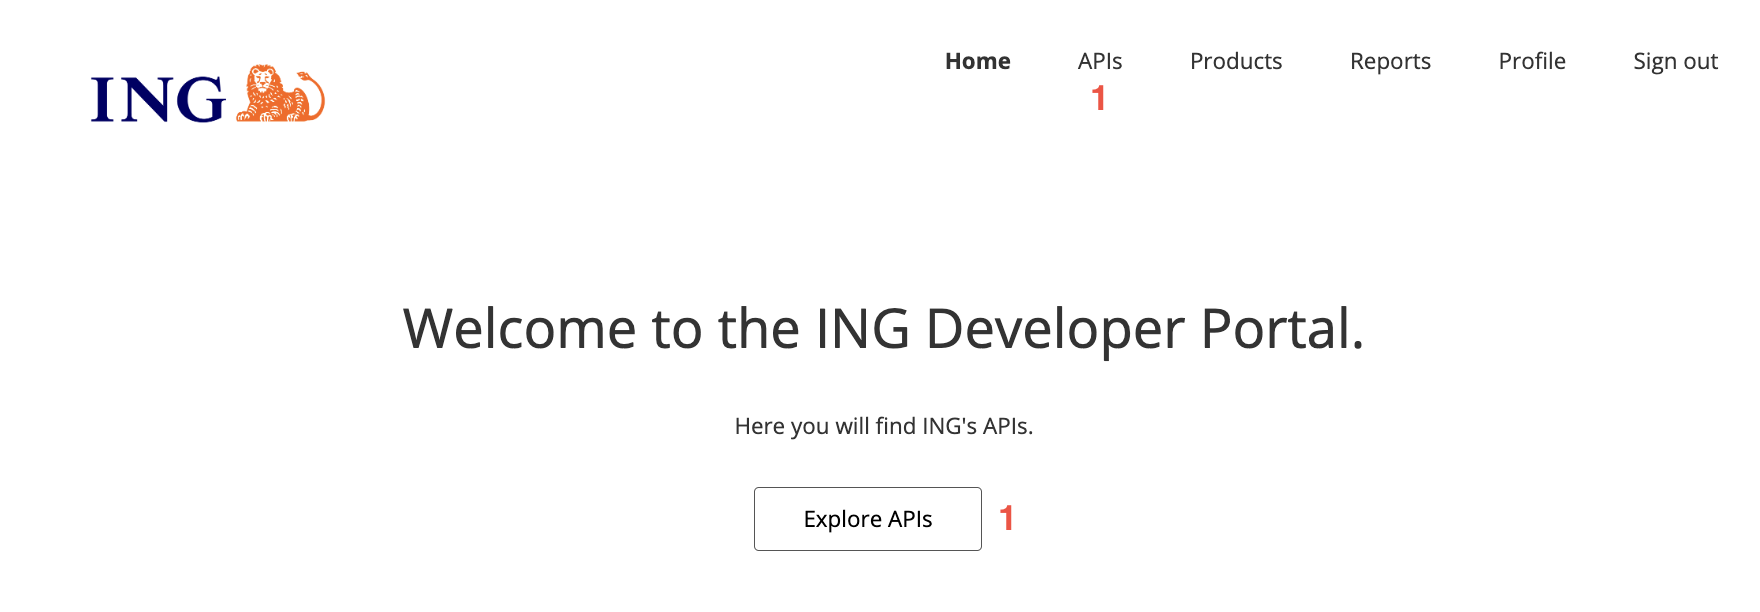 ING
Home APIs Products Reports Profile Sign out
1
Welcome to the ING Developer Portal.
Here you will find ING's APIs.
Explore APIs 1